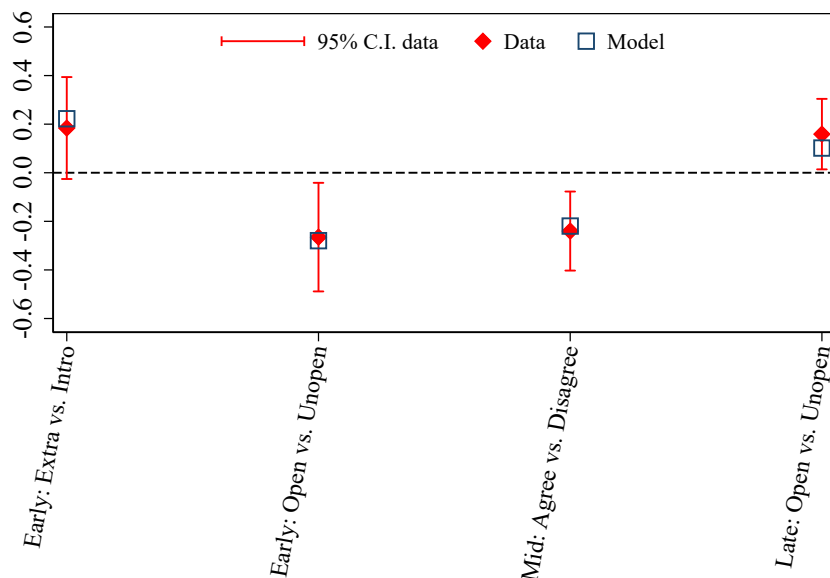 95% C.I. data Data Model
0.6
0.4
0.2
0.0
-0.2
-0.4
-0.6
Early: Extra vs. Intro
Early: Open vs. Unopen
Mid: Agree vs. Disagree
Late: Open vs. Unopen